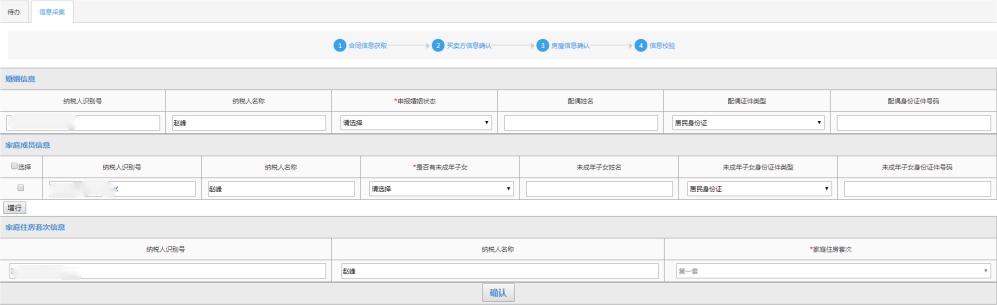 待办 信息采集
1 合同信息获取 2 买卖方信息确认 3 房屋信息确认 4 信息校验
婚姻信息
纳税人识别号 纳税人名称 *申报婚姻状态 配偶姓名 配偶证件类型 配偶身份证件号码
赵峰 请选择 居民身份证
家庭成员信息
选择 纳税人识别号 纳税人名称 *是否有未成年子女 未成年子女姓名 未成年子女身份证件类型 未成年子女身份证件号码
赵峰 请选择 居民身份证
增行
家庭住房套次信息
纳税人识别号 纳税人名称 *家庭住房套次
赵峰 第一套
确认